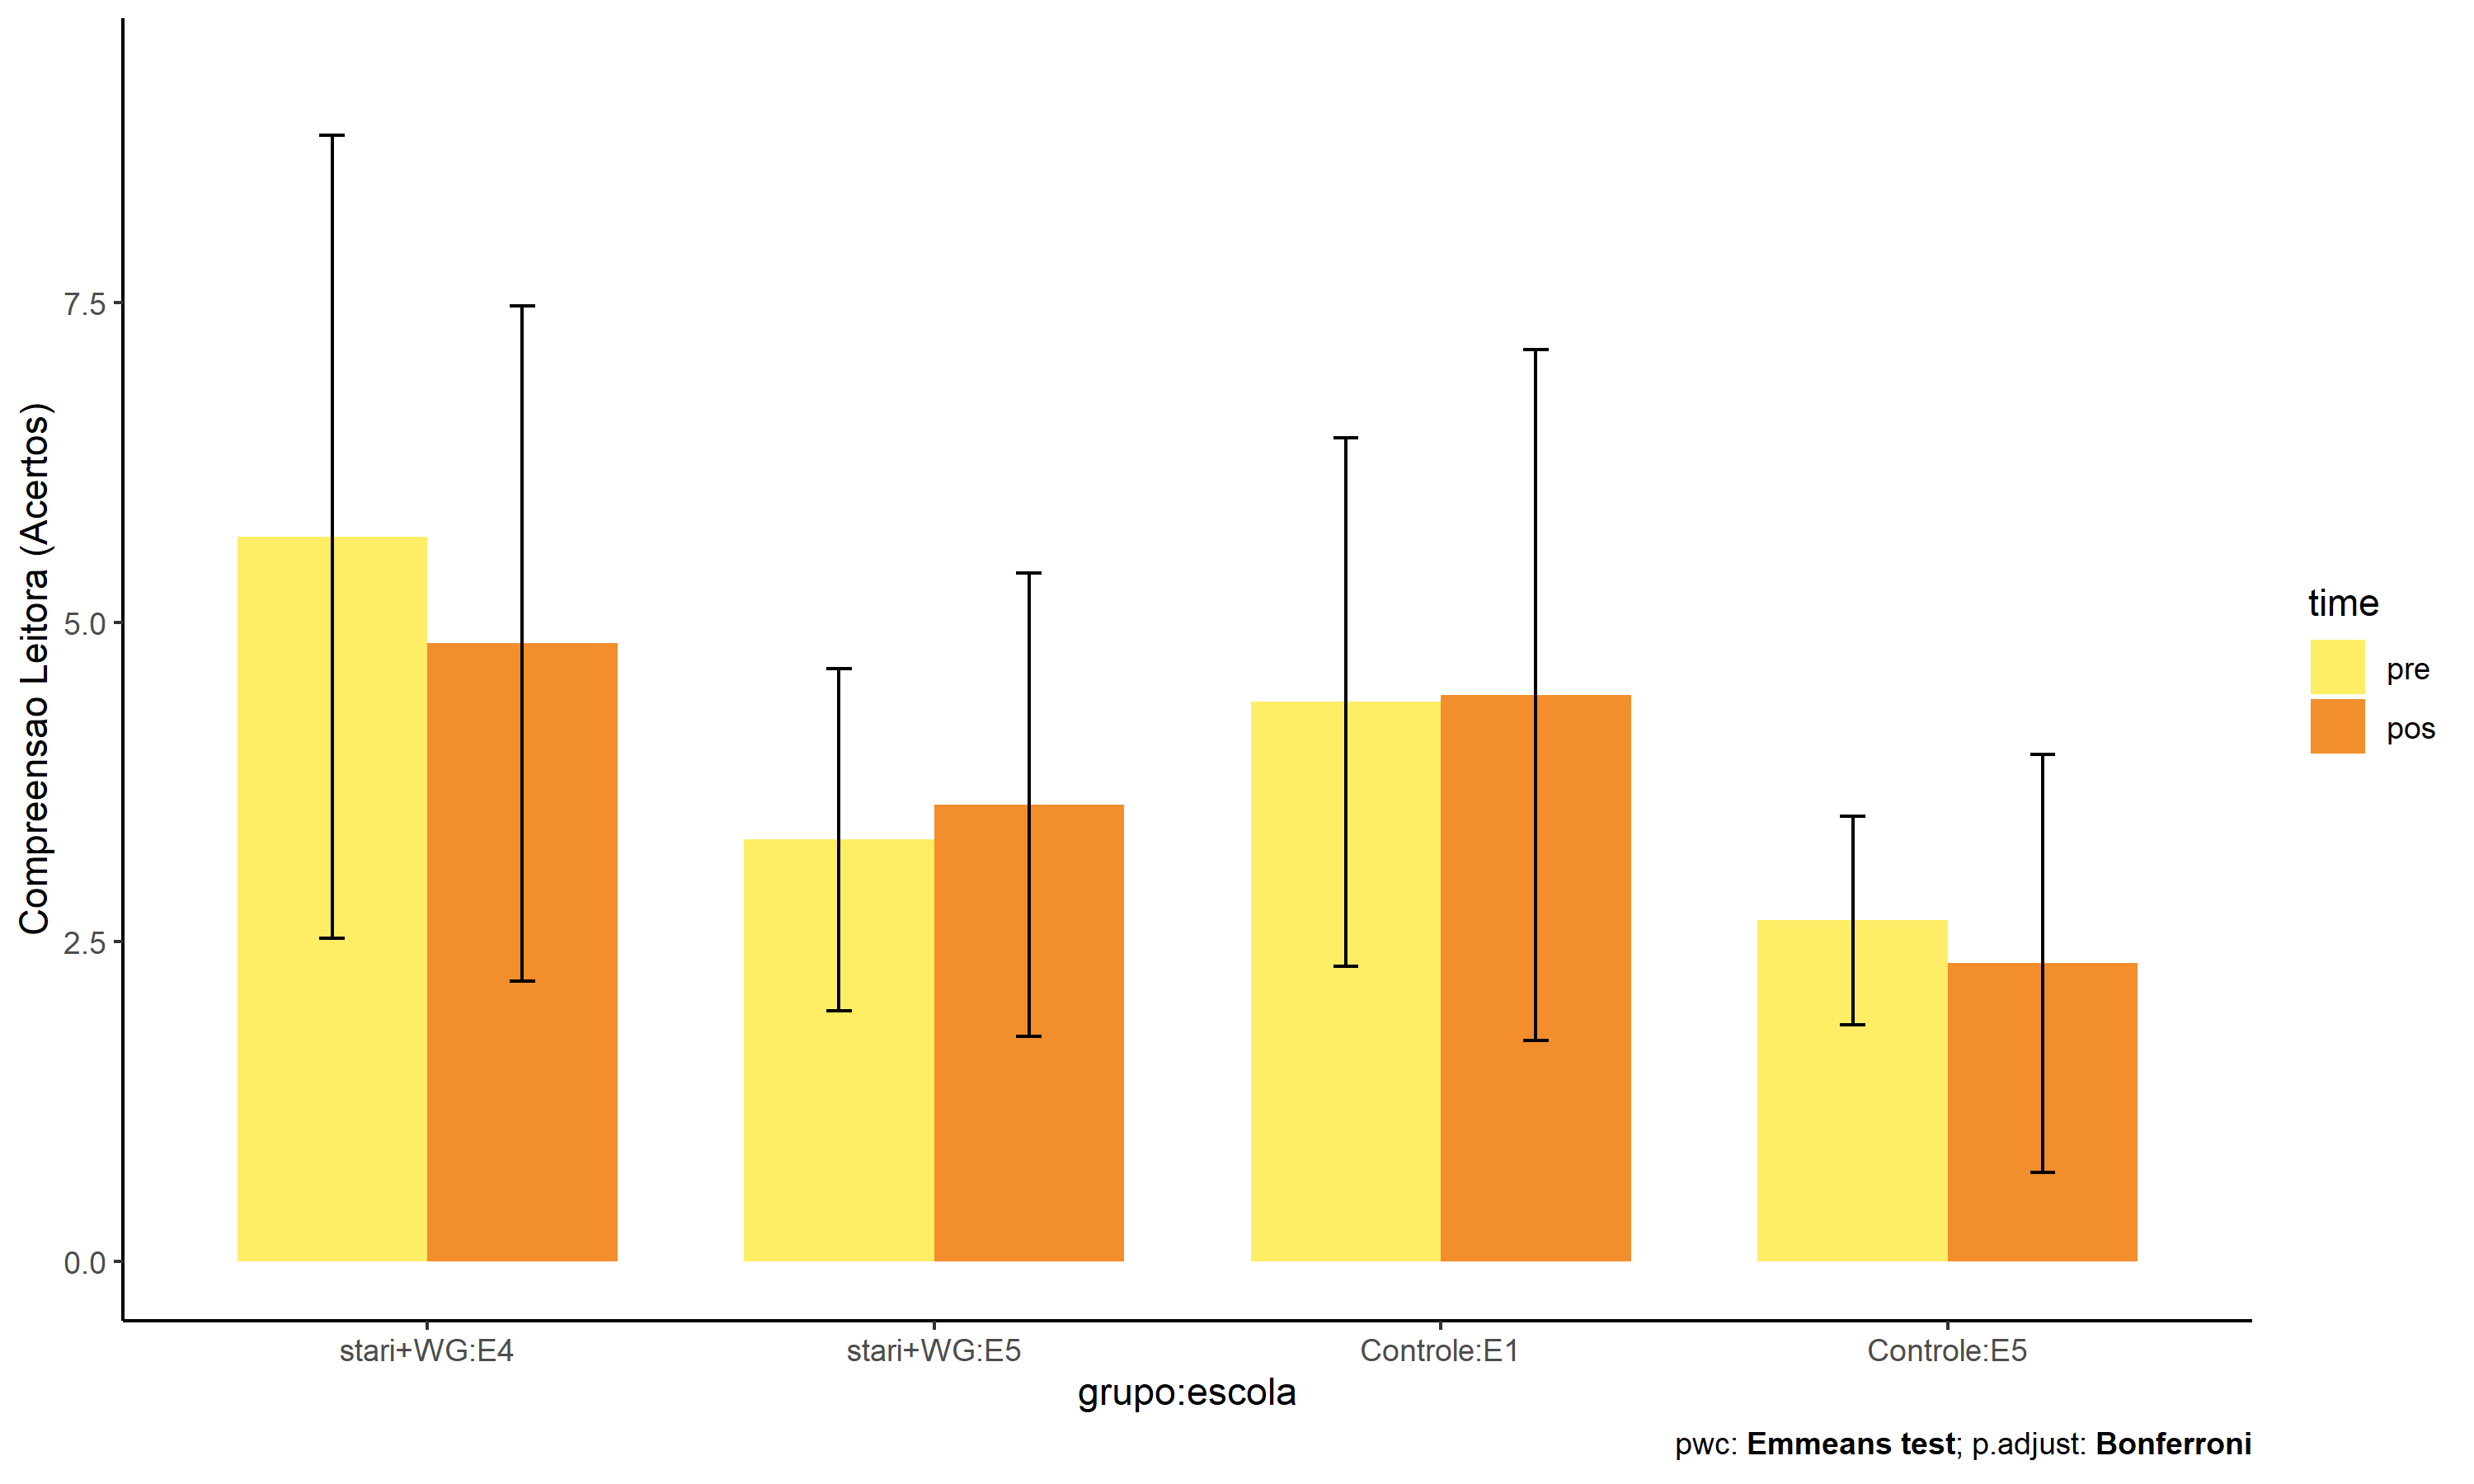 Compreensao Leitora (Acertos)
7.5
5.0
2.5
0.0
stari+WG:E4
stari+WG:E5
Controle:E1
Controle:E5
grupo:escola
time
pre
pos
pwc: Emmeans test; p.adjust: Bonferroni